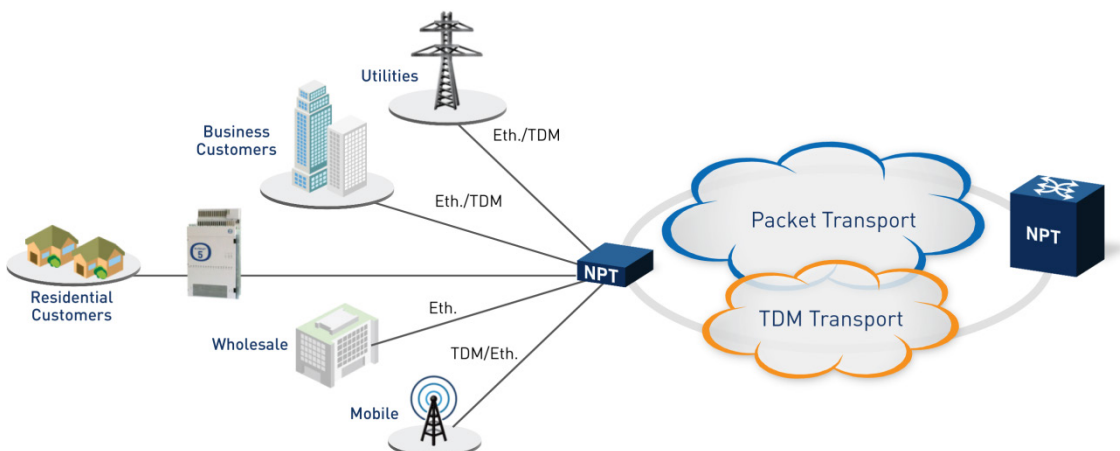 Utilities
Eth./TDM
Business
Customers
Eth./TDM
Packet Transport
NPT
5
NPT
Residential
Customers
Eth.
TDM Transport
Wholesale
TDM/Eth.
Mobile